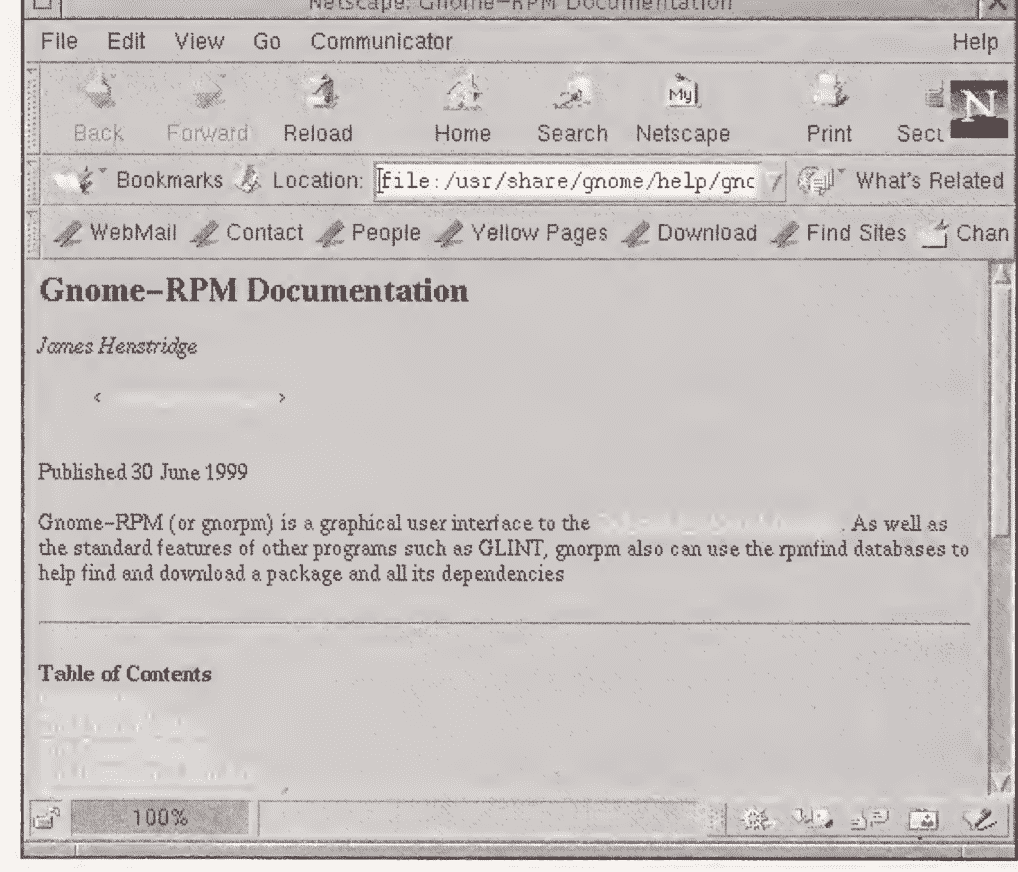 Netscape: Gnome-RPM Documentation
File Edit View Go Communicator Help
Back Forward Reload Home Search Netscape Print Secu
My
N
Bookmarks Location: file:/usr/share/gnome/help/gno What's Related
WebMail Contact People Yellow Pages Download Find Sites Chan
Gnome-RPM Documentation
James Henstridge
< >
Published 30 June 1999
Gnome-RPM (or gnorpm) is a graphical user interface to the . As well as
the standard features of other programs such as GLINT, gnorpm also can use the rpmfind databases to
help find and download a package and all its dependencies
Table of Contents
100%